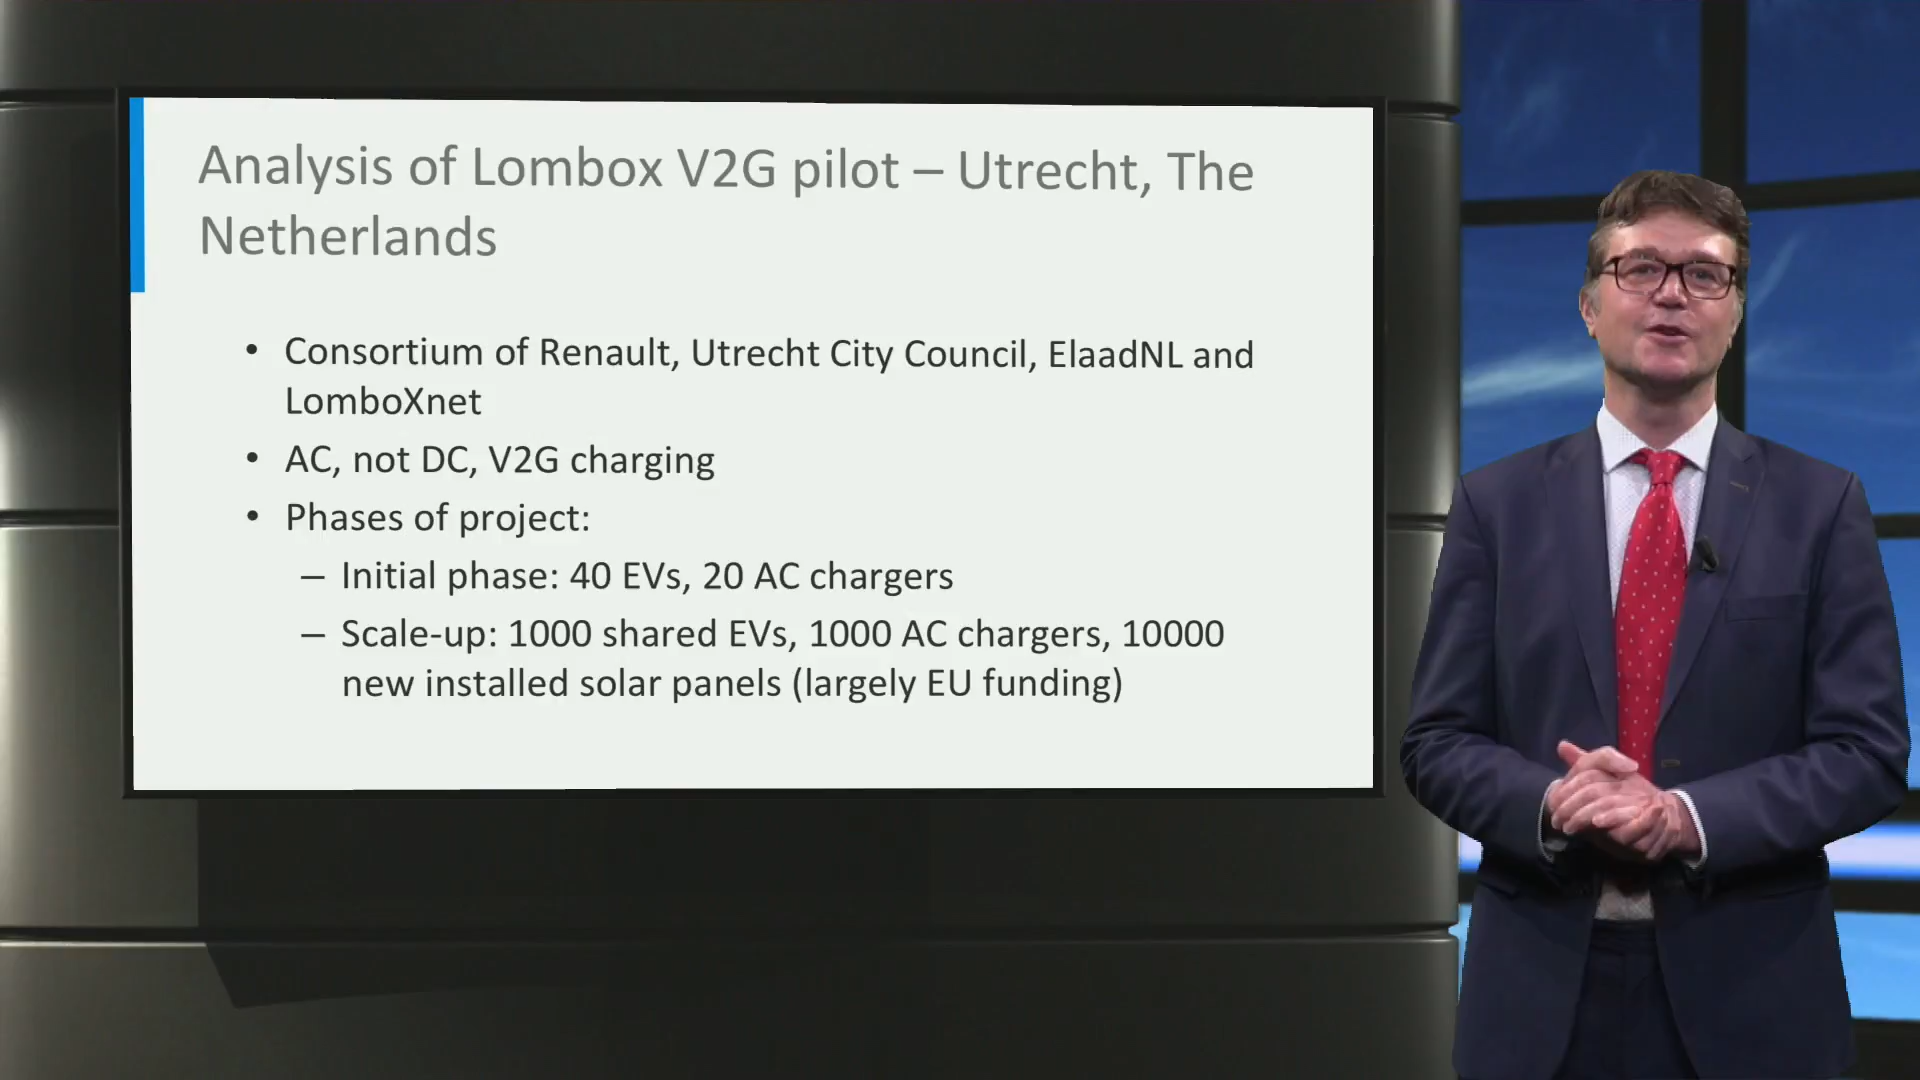 Analysis of Lombox V2G pilot – Utrecht, The
Netherlands
• Consortium of Renault, Utrecht City Council, ElaadNL and
LomboXnet
• AC, not DC, V2G charging
• Phases of project:
– Initial phase: 40 EVs, 20 AC chargers
– Scale-up: 1000 shared EVs, 1000 AC chargers, 10000
new installed solar panels (largely EU funding)